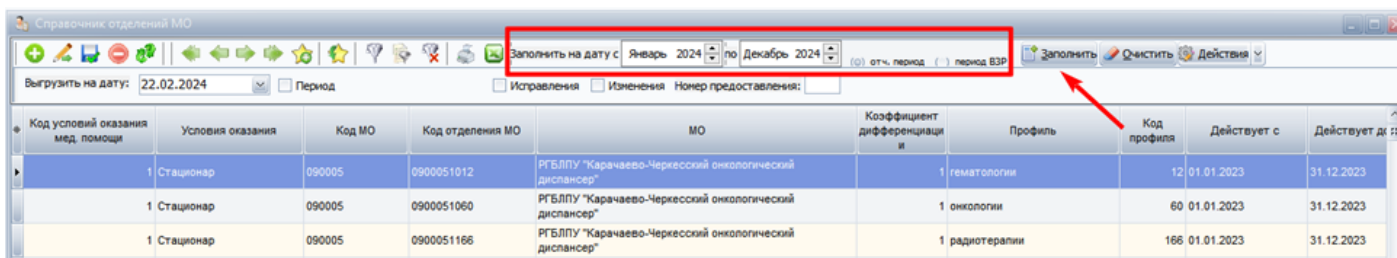 Справочник отделений МО
Заполнить на дату с Январь 2024 по Декабрь 2024 отч. период период ВЗР Заполнить Очистить Действия
Выгрузить на дату: 22.02.2024 Период Исправления Изменения Номер предоставления:
Код условий оказания мед. помощи Условия оказания Код МО Код отделения МО МО Коэффициент дифференциации Профиль Код профиля Действует с Действует до
1 Стационар 090005 0900051012 РГБЛПУ "Карачаево-Черкесский онкологический диспансер" 1 гематологии 12 01.01.2023 31.12.2023
1 Стационар 090005 0900051060 РГБЛПУ "Карачаево-Черкесский онкологический диспансер" 1 онкологии 60 01.01.2023 31.12.2023
1 Стационар 090005 0900051166 РГБЛПУ "Карачаево-Черкесский онкологический диспансер" 1 радиотерапии 166 01.01.2023 31.12.2023